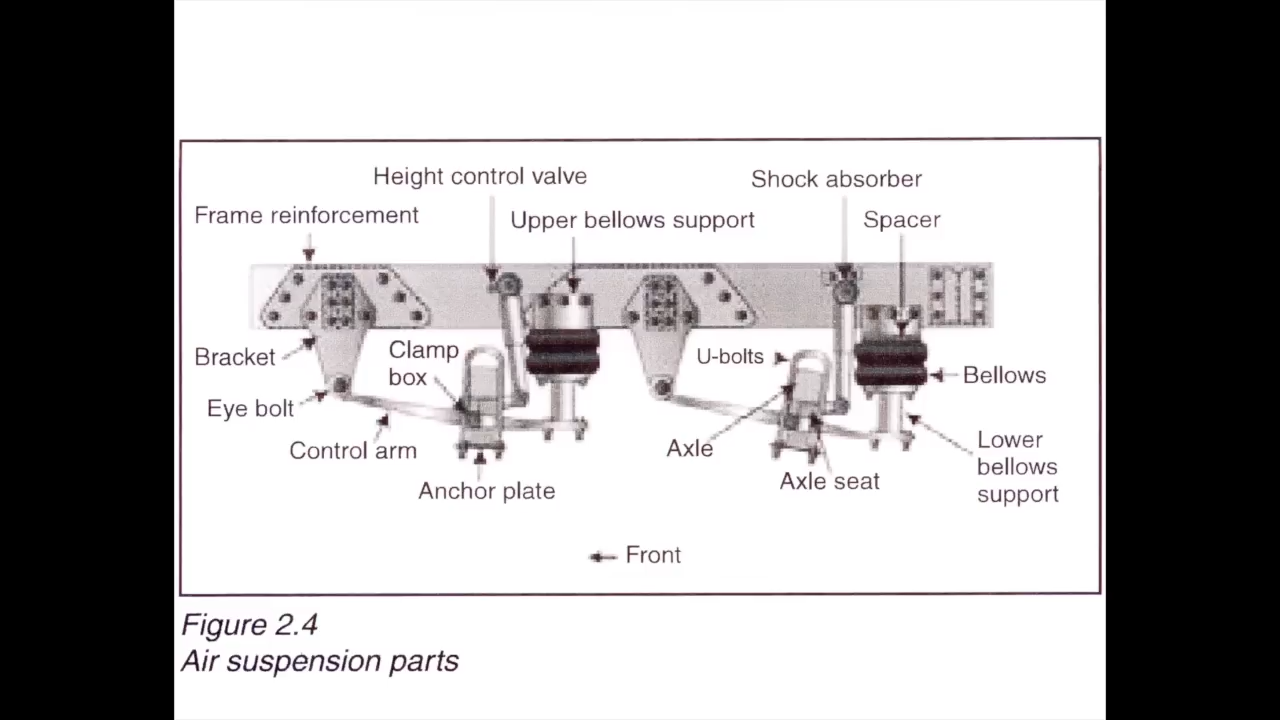 Height control valve
Shock absorber
Frame reinforcement
Upper bellows support
Spacer
Bracket
Clamp
box
U-bolts
Bellows
Eye bolt
Control arm
Axle
Lower
bellows
support
Anchor plate
Axle seat
Front
Figure 2.4
Air suspension parts